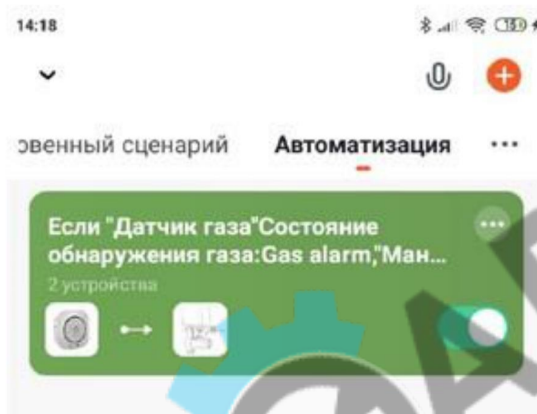 14:18
овенный сценарий Автоматизация
Если "Датчик газа"Состояние
обнаружения газа:Gas alarm,"Ман...
2 устройства